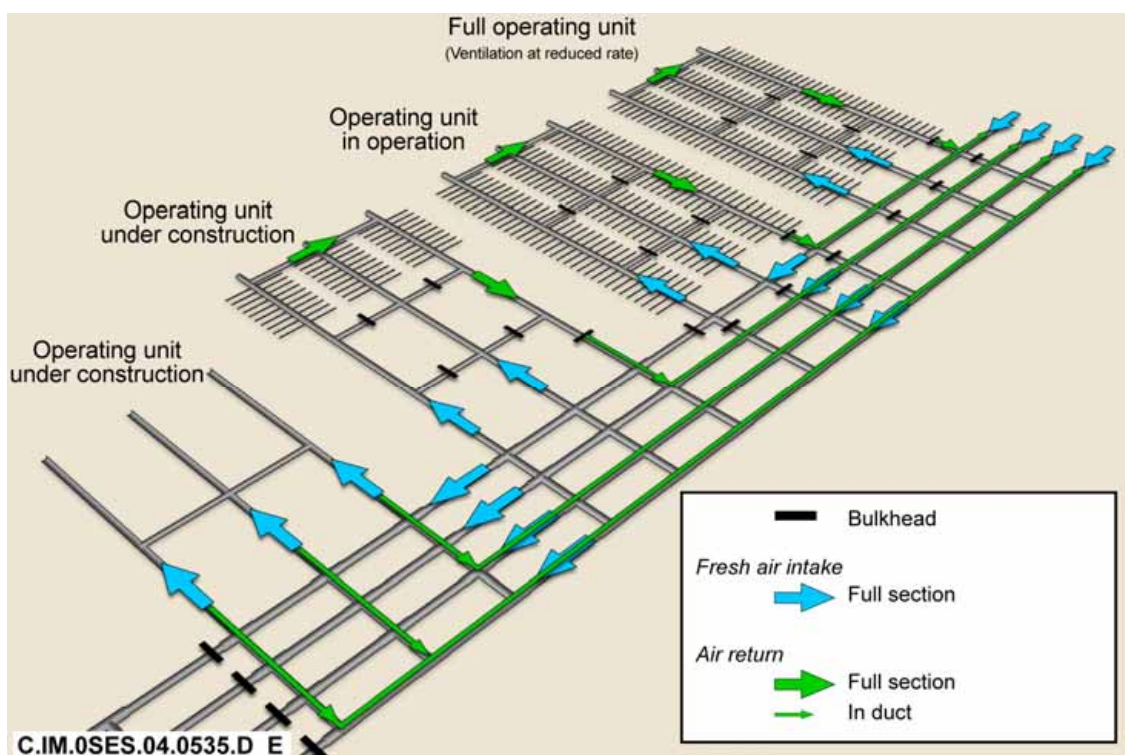 Full operating unit
(Ventilation at reduced rate)
Operating unit
in operation
Operating unit
under construction
Operating unit
under construction
Bulkhead
Fresh air intake
Full section
Air return
Full section
In duct
C.IM.0SES.04.0535.D E